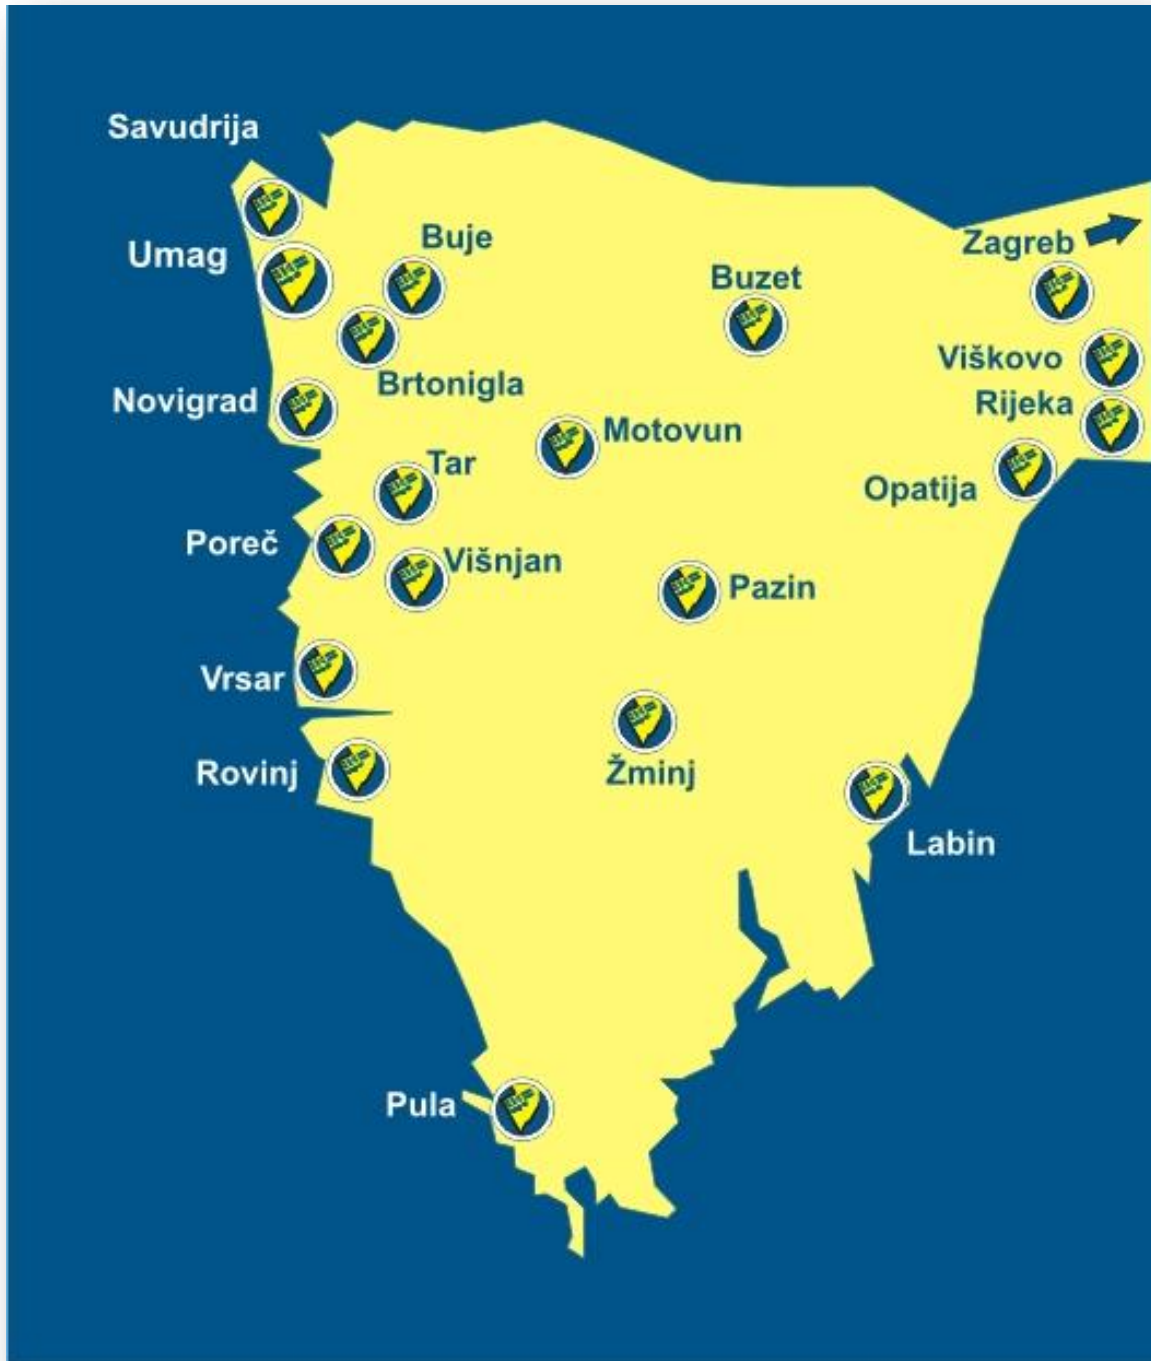 Savudrija
Umag
Buje
Buzet
Zagreb
Viškovo
Brtonigla
Novigrad
Rijeka
Motovun
Tar
Opatija
Poreč
Višnjan
Pazin
Vrsar
Rovinj
Žminj
Labin
Pula